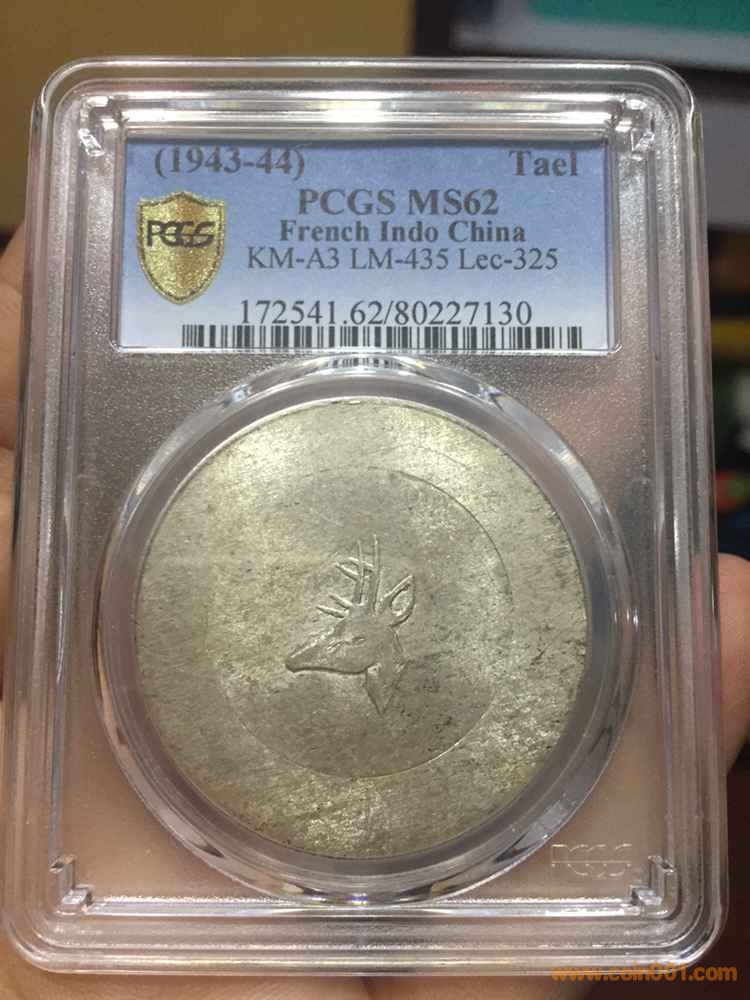 (1943-44) Tael
PCGS MS62
French Indo China
KM-A3 LM-435 Lec-325
PCGS
172541.62/80227130
PCGS
www.coin001.com